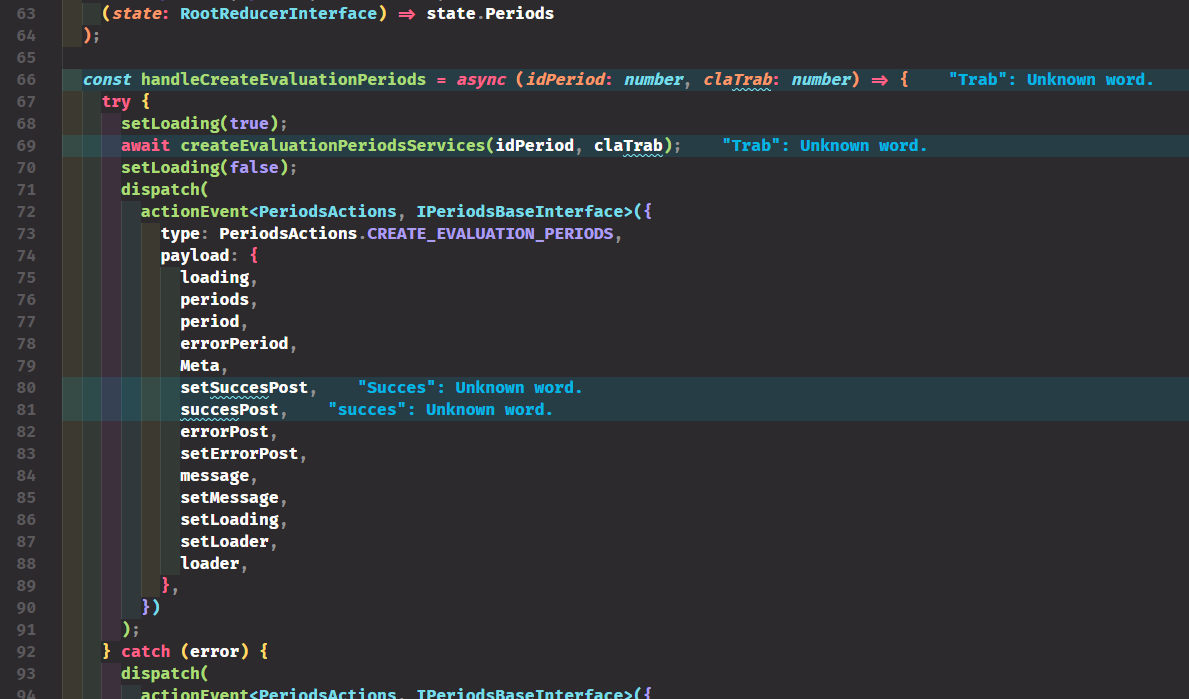 63 (state: RootReducerInterface) => state.Periods
64 );
65
66 const handleCreateEvaluationPeriods = async (idPeriod: number, claTrab: number) => { "Trab": Unknown word.
67 try {
68 setLoading(true);
69 await createEvaluationPeriodsServices(idPeriod, claTrab); "Trab": Unknown word.
70 setLoading(false);
71 dispatch(
72 actionEvent<PeriodsActions, IPeriodsBaseInterface>({
73 type: PeriodsActions.CREATE_EVALUATION_PERIODS,
74 payload: {
75 loading,
76 periods,
77 period,
78 errorPeriod,
79 Meta,
80 setSuccesPost, "Succes": Unknown word.
81 succesPost, "succes": Unknown word.
82 errorPost,
83 setErrorPost,
84 message,
85 setMessage,
86 setLoading,
87 setLoader,
88 loader,
89 },
90 })
91 );
92 } catch (error) {
93 dispatch(
94 actionEvent<PeriodsActions, IPeriodsBaseInterface>({